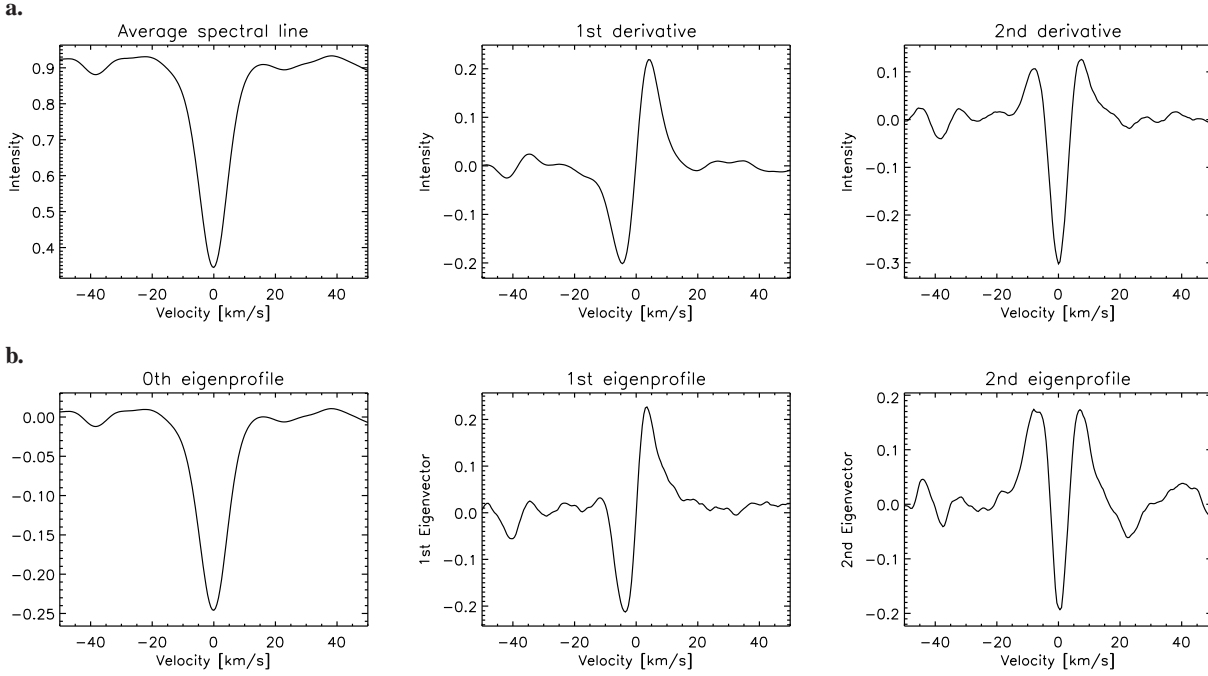 a.
Average spectral line
1st derivative
2nd derivative
0.9
0.8
0.7
0.6
0.5
0.4
Intensity
−40 −20 0 20 40
Velocity [km/s]
0.2
0.1
0.0
−0.1
−0.2
Intensity
−40 −20 0 20 40
Velocity [km/s]
0.1
0.0
−0.1
−0.2
−0.3
Intensity
−40 −20 0 20 40
Velocity [km/s]
b.
0th eigenprofile
1st eigenprofile
2nd eigenprofile
0.00
−0.05
−0.10
−0.15
−0.20
−0.25
−40 −20 0 20 40
Velocity [km/s]
0.2
0.1
0.0
−0.1
−0.2
1st Eigenvector
−40 −20 0 20 40
Velocity [km/s]
0.2
0.1
0.0
−0.1
−0.2
2nd Eigenvector
−40 −20 0 20 40
Velocity [km/s]